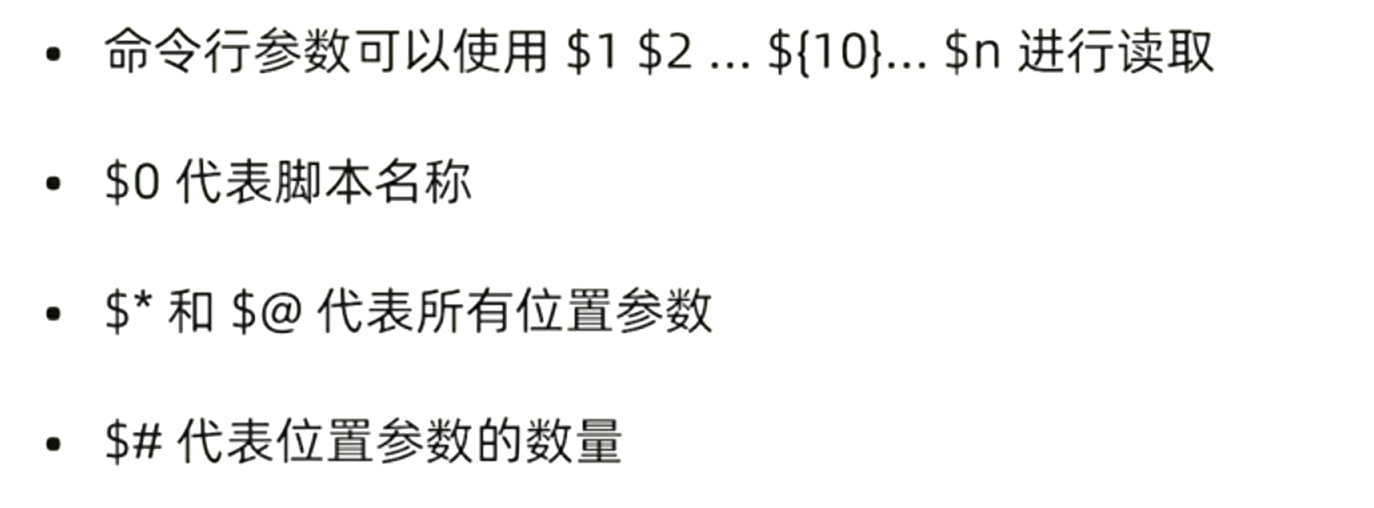 • 命令行参数可以使用 $1 $2 ... ${10}... $n 进行读取
• $0 代表脚本名称
• $* 和 $@ 代表所有位置参数
• $# 代表位置参数的数量